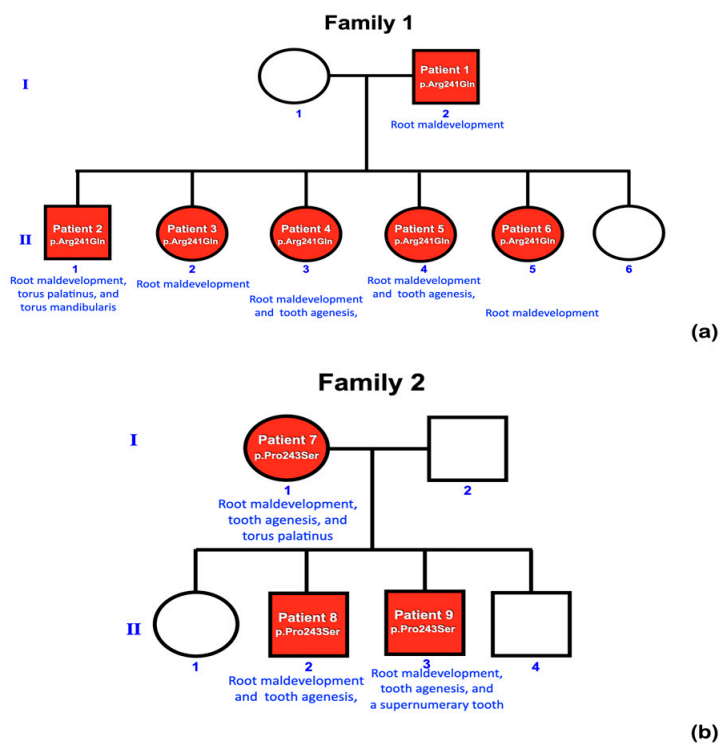 Family 1
I
Patient 1
p.Arg241Gln
1
2
Root maldevelopment
II
Patient 2
p.Arg241Gln
Patient 3
p.Arg241Gln
Patient 4
p.Arg241Gln
Patient 5
p.Arg241Gln
Patient 6
p.Arg241Gln
1
2
3
4
5
6
Root maldevelopment,
torus palatinus, and
torus mandibularis
Root maldevelopment
Root maldevelopment
and tooth agenesis,
Root maldevelopment
and tooth agenesis,
Root maldevelopment
(a)
Family 2
I
Patient 7
p.Pro243Ser
1
2
Root maldevelopment,
tooth agenesis, and
torus palatinus
II
Patient 8
p.Pro243Ser
Patient 9
p.Pro243Ser
1
2
3
4
Root maldevelopment
and tooth agenesis,
Root maldevelopment,
tooth agenesis, and
a supernumerary tooth
(b)